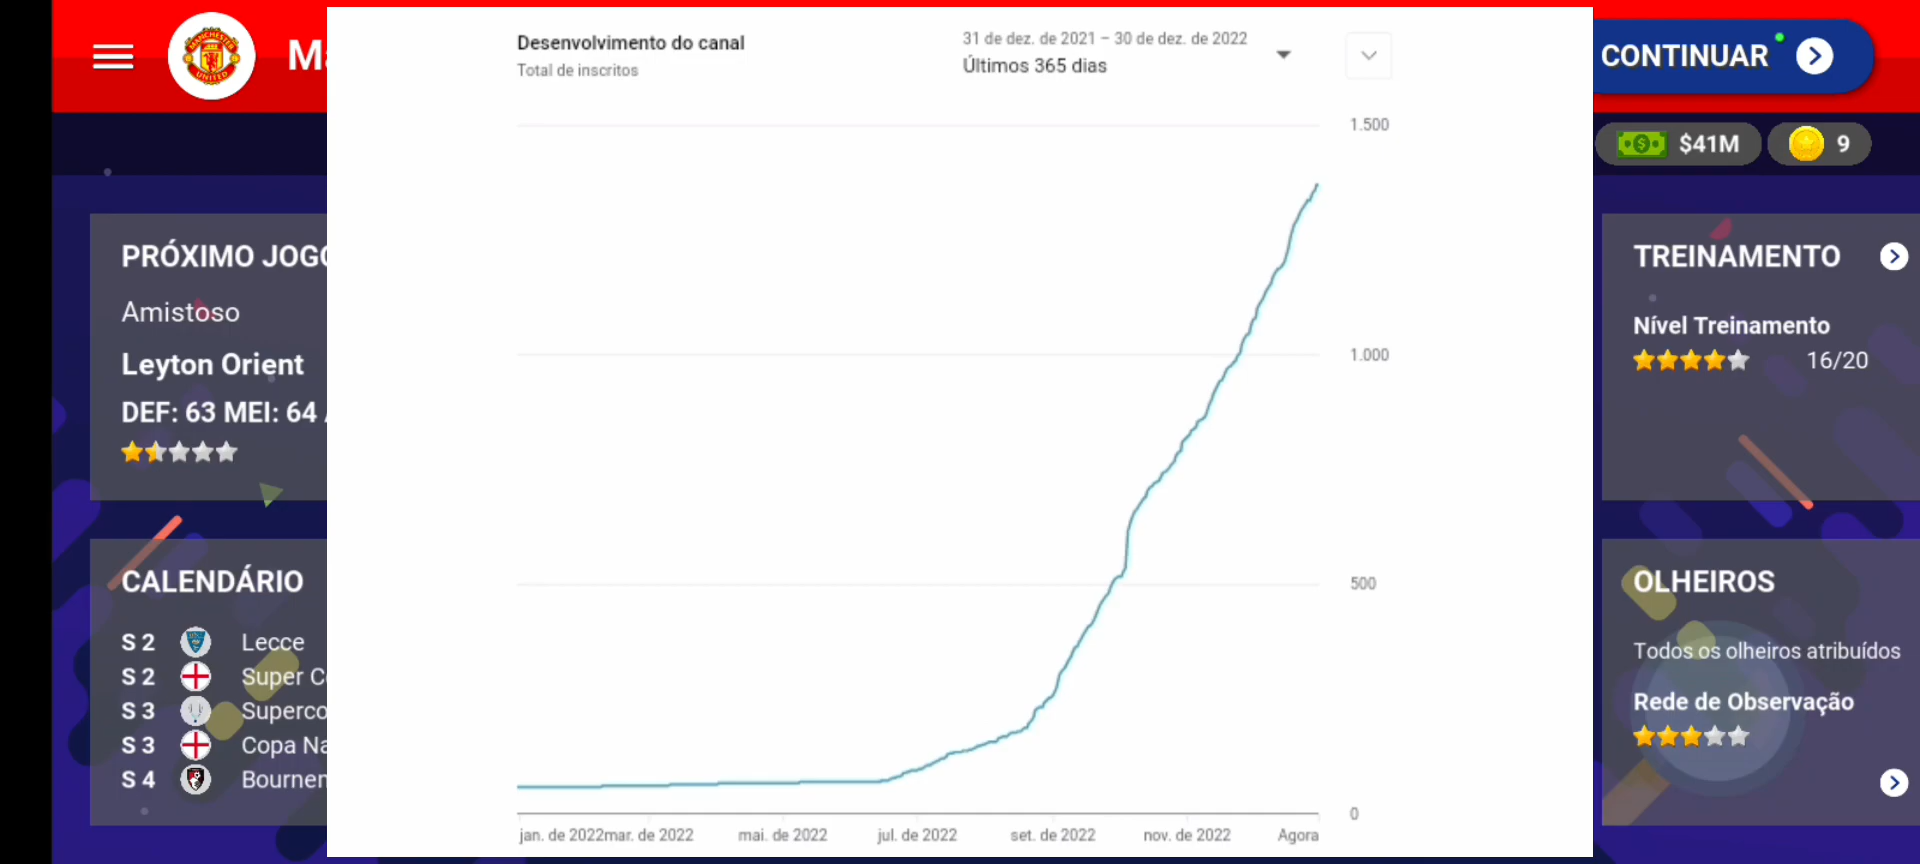 CONTINUAR
$41M
9
PRÓXIMO JOGO
Amistoso
Leyton Orient
DEF: 63 MEI: 64
CALENDÁRIO
S 2 Lecce
S 2 Super
S 3
S 3 Copa
S 4
Desenvolvimento do canal
Total de inscritos
31 de dez. de 2021 – 30 de dez. de 2022
Últimos 365 dias
1.500
1.000
500
0
jan. de 2022 mar. de 2022 mai. de 2022 jul. de 2022 set. de 2022 nov. de 2022 Agora
TREINAMENTO
Nível Treinamento
16/20
OLHEIROS
Todos os olheiros atribuídos
Rede de Observação